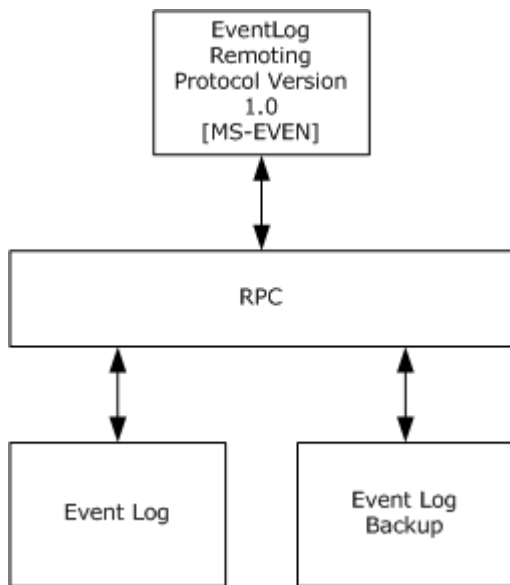 EventLog
Remoting
Protocol Version
1.0
[MS-EVEN]
RPC
Event Log
Event Log
Backup